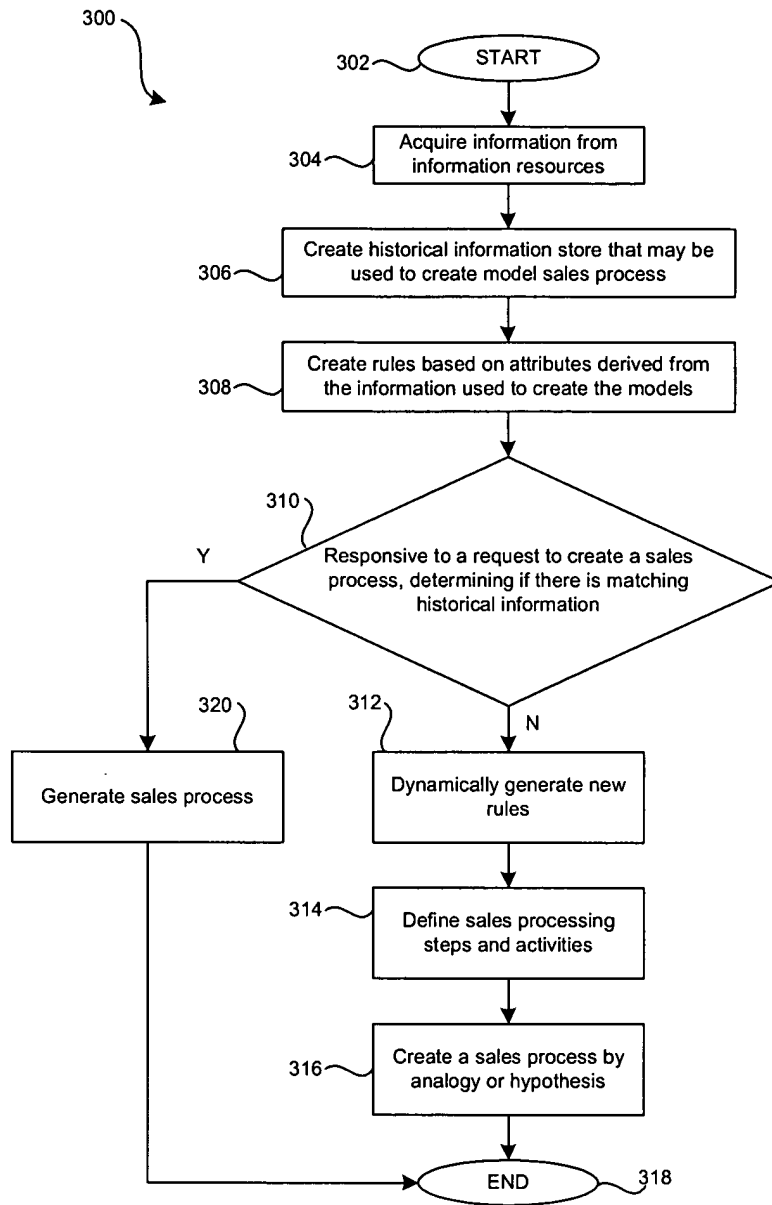 300
302
START
304
Acquire information from
information resources
306
Create historical information store that may be
used to create model sales process
308
Create rules based on attributes derived from
the information used to create the models
310
Y
Responsive to a request to create a sales
process, determining if there is matching
historical information
320
312
N
Generate sales process
Dynamically generate new
rules
314
Define sales processing
steps and activities
316
Create a sales process by
analogy or hypothesis
END
318